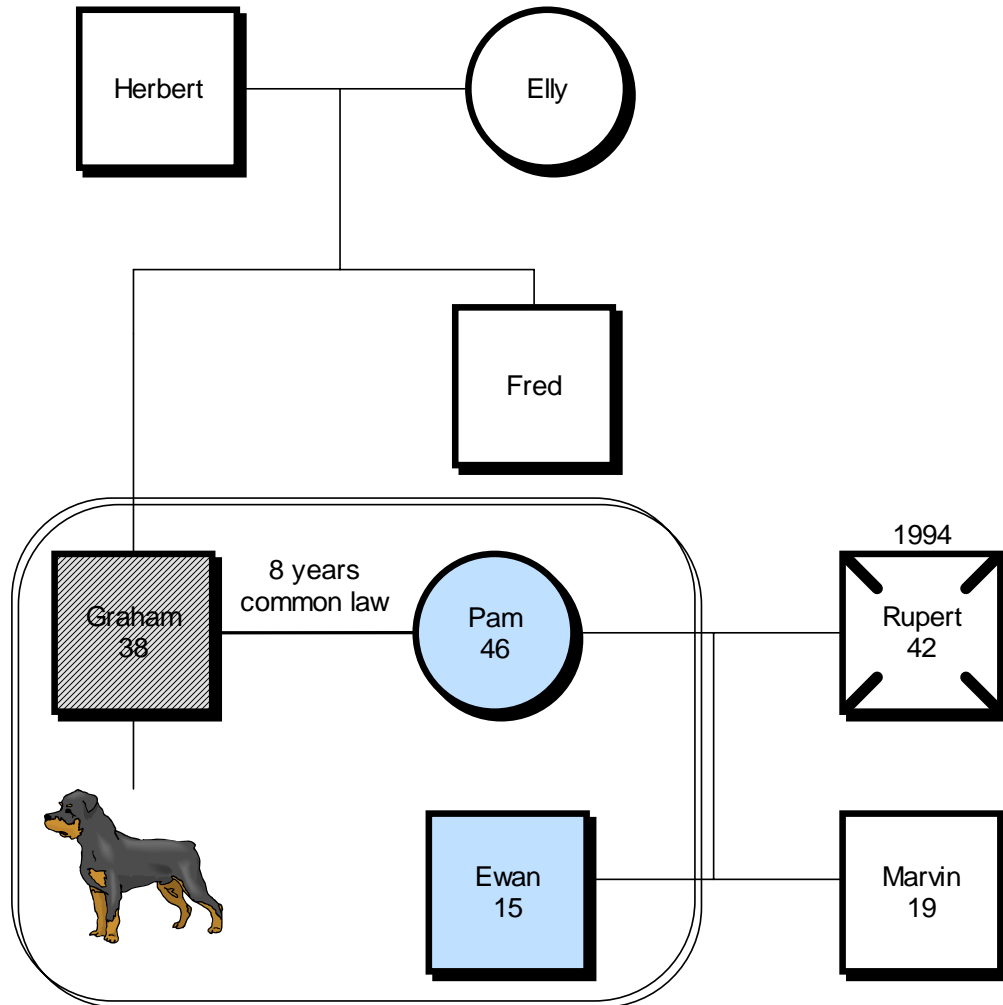 Herbert
Elly
Fred
1994
8 years
common law
Graham
38
Pam
46
Rupert
42
Ewan
15
Marvin
19